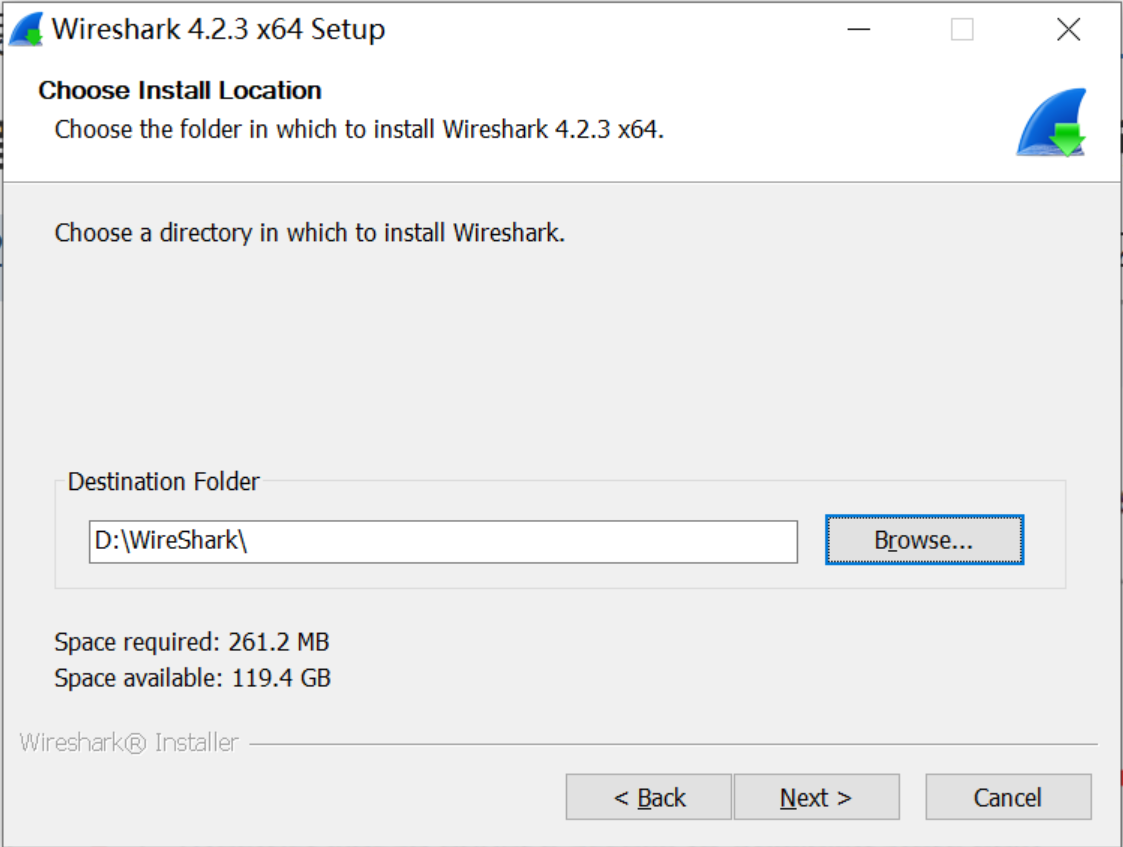 Wireshark 4.2.3 x64 Setup
Choose Install Location
Choose the folder in which to install Wireshark 4.2.3 x64.
Choose a directory in which to install Wireshark.
Destination Folder
D:\WireShark\
Browse...
Space required: 261.2 MB
Space available: 119.4 GB
Wireshark® Installer
< Back
Next >
Cancel